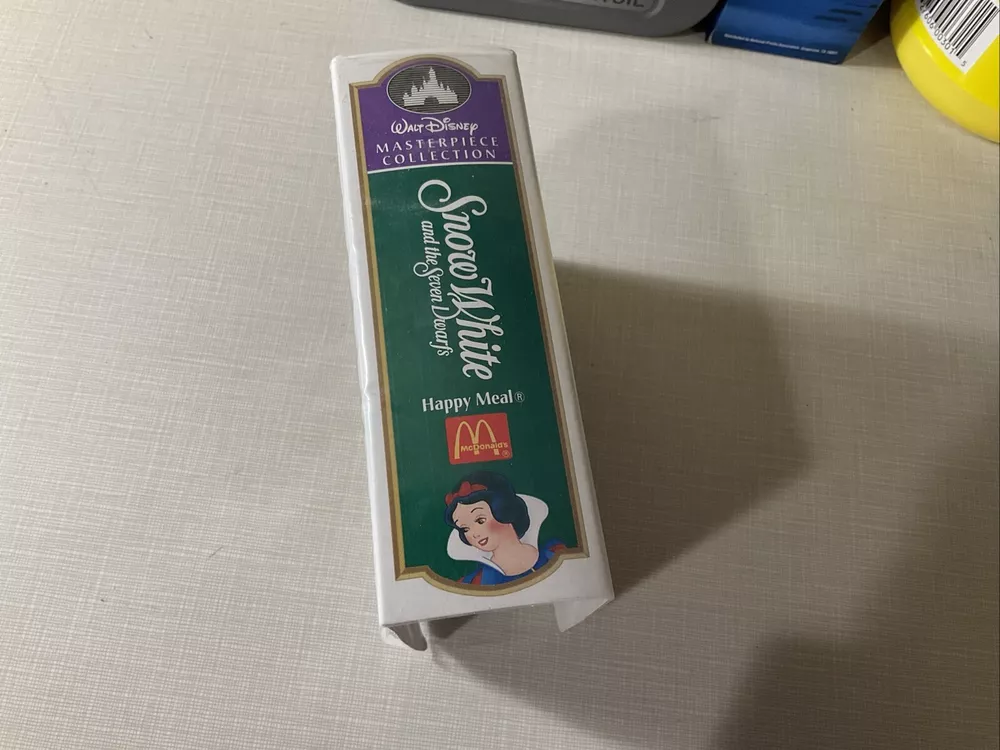 WALT DISNEY
MASTERPIECE
COLLECTION
Snow White
and the Seven Dwarfs
Happy Meal®
McDonald's®